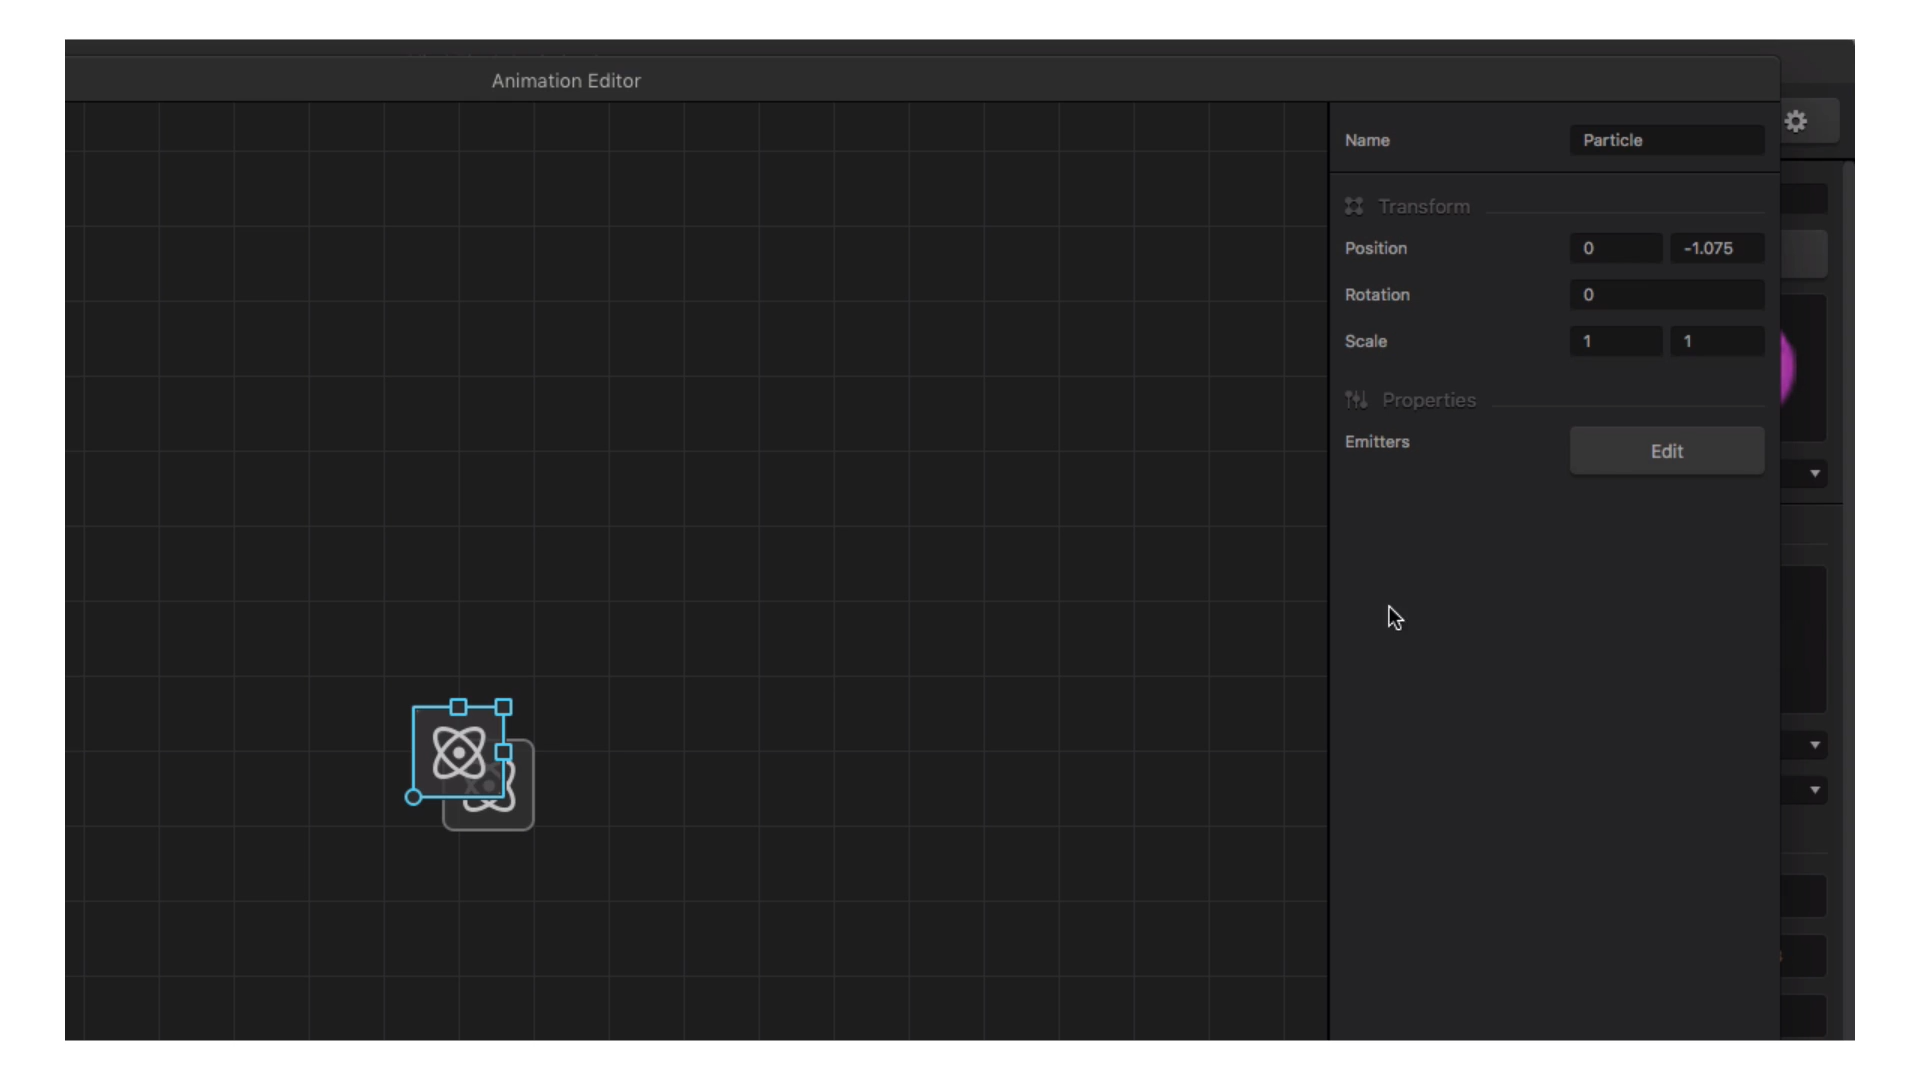 Animation Editor
Name Particle
Transform
Position 0 -1.075
Rotation 0
Scale 1 1
Properties
Emitters Edit